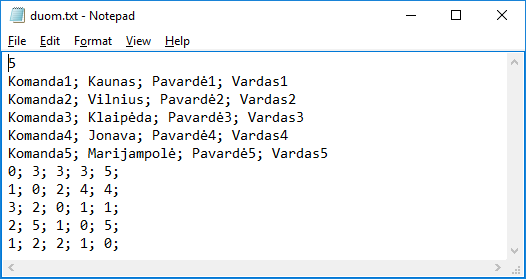 duom.txt - Notepad
File Edit Format View Help
5
Komanda1; Kaunas; Pavardė1; Vardas1
Komanda2; Vilnius; Pavardė2; Vardas2
Komanda3; Klaipėda; Pavardė3; Vardas3
Komanda4; Jonava; Pavardė4; Vardas4
Komanda5; Marijampolė; Pavardė5; Vardas5
0; 3; 3; 3; 5;
1; 0; 2; 4; 4;
3; 2; 0; 1; 1;
2; 5; 1; 0; 5;
1; 2; 2; 1; 0;